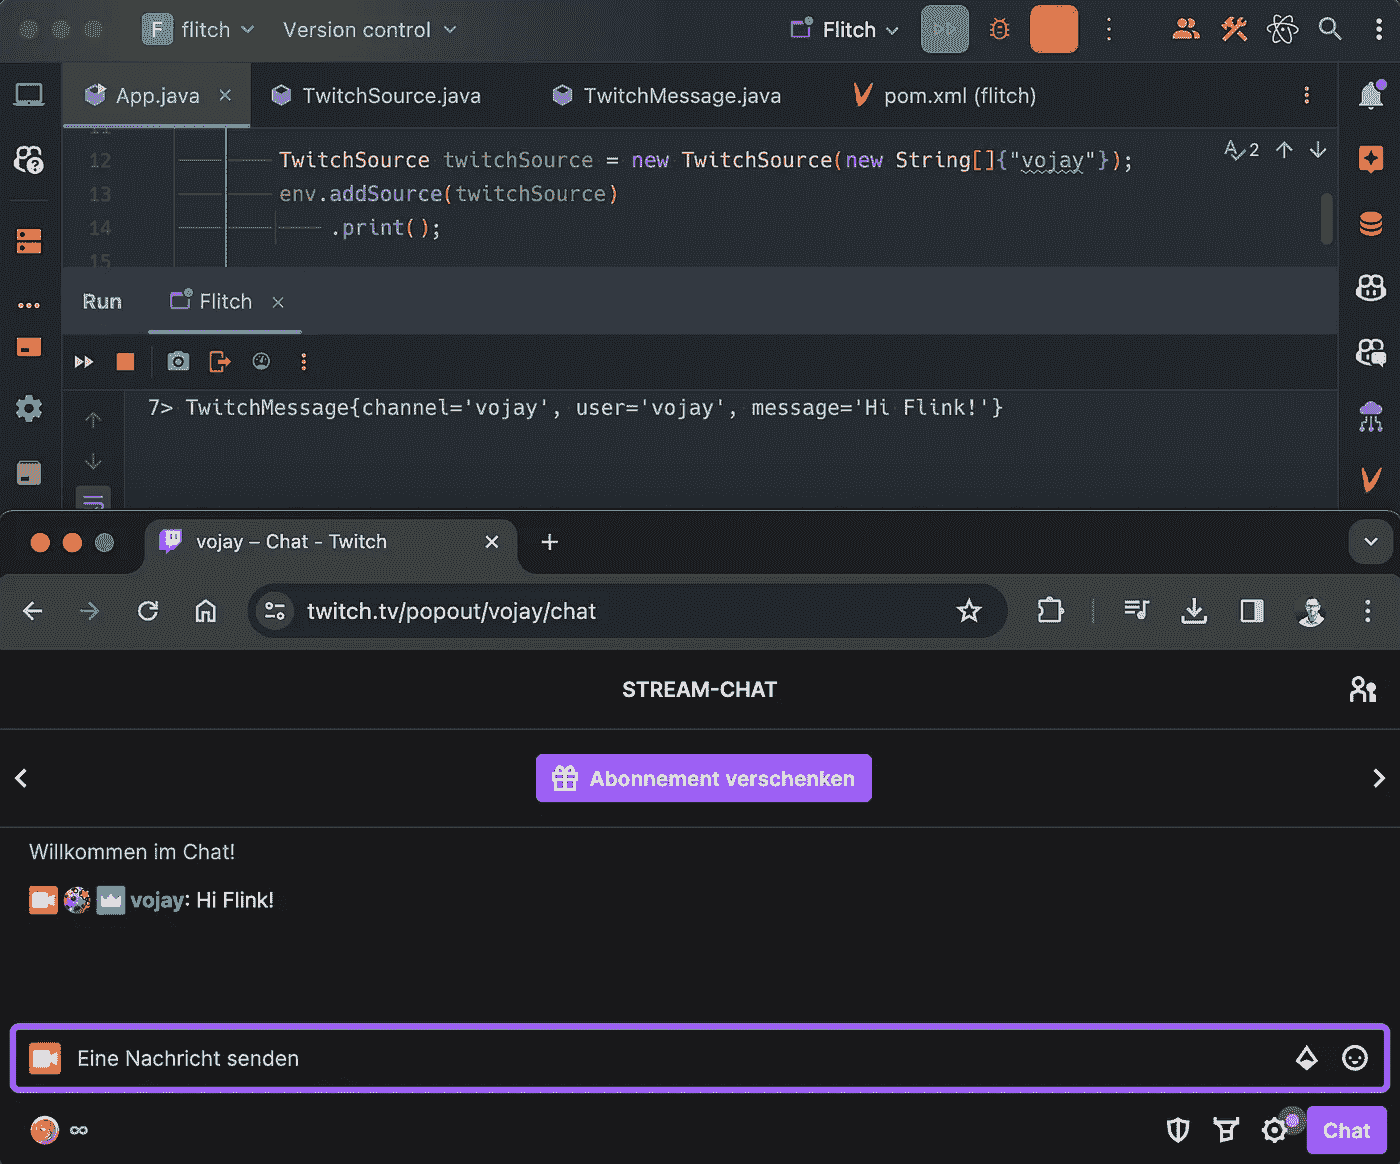 F flitch Version control Flitch
App.java TwitchSource.java TwitchMessage.java pom.xml (flitch)
11
12 TwitchSource twitchSource = new TwitchSource(new String[]{"vojay"}); 2
13 env.addSource(twitchSource)
14 .print();
15
Run Flitch
7> TwitchMessage{channel='vojay', user='vojay', message='Hi Flink!'}
vojay – Chat - Twitch
twitch.tv/popout/vojay/chat
STREAM-CHAT
Abonnement verschenken
Willkommen im Chat!
vojay: Hi Flink!
Eine Nachricht senden
∞ Chat